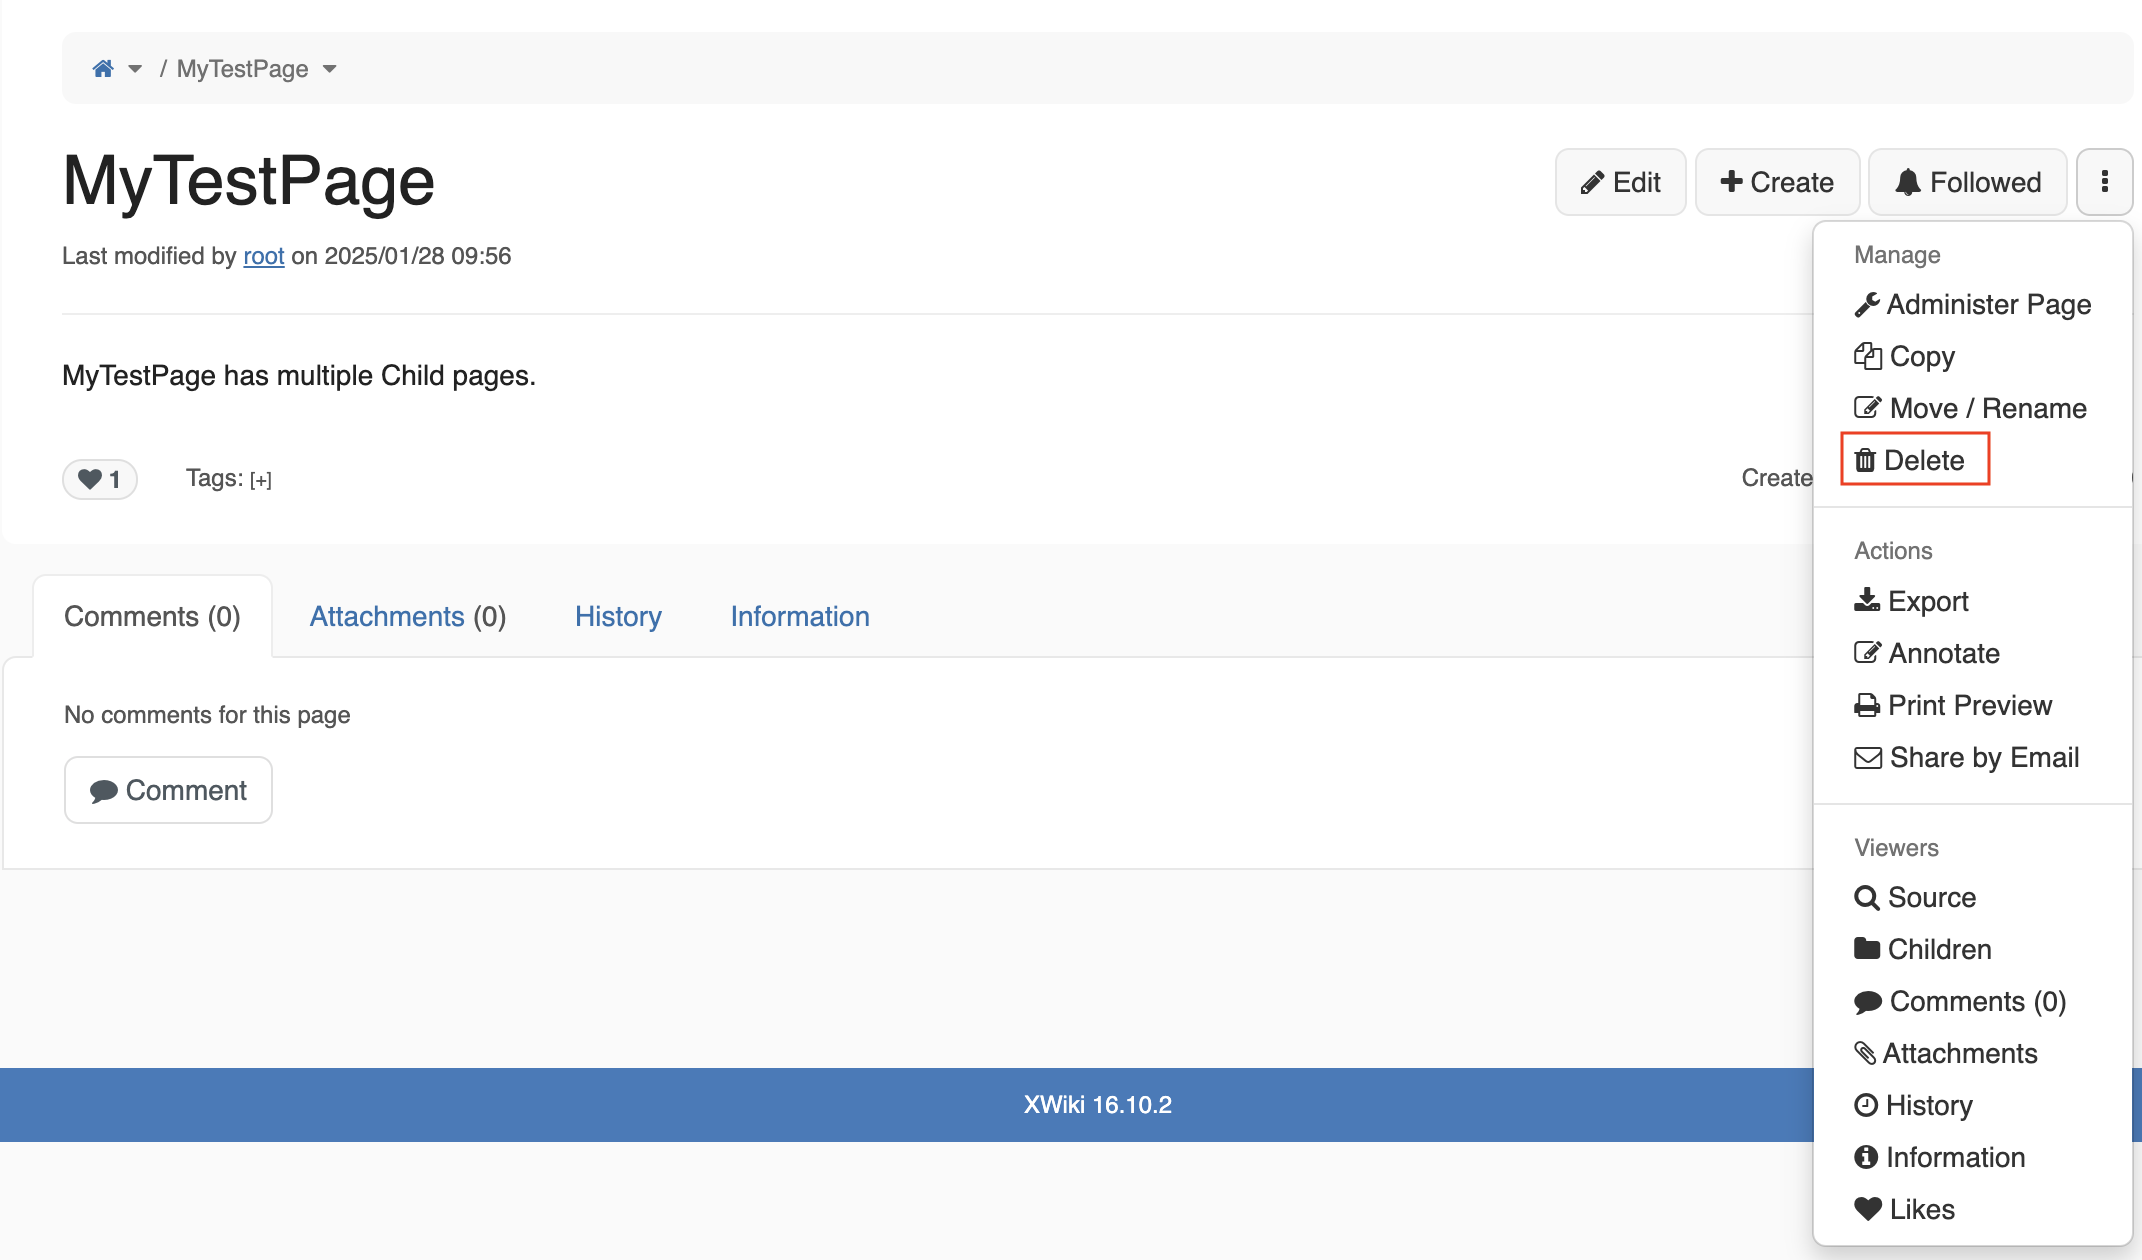 / MyTestPage
MyTestPage
Edit
Create
Followed
Last modified by root on 2025/01/28 09:56
MyTestPage has multiple Child pages.
1
Tags: [+]
Create
Comments (0)
Attachments (0)
History
Information
No comments for this page
Comment
XWiki 16.10.2
Manage
Administer Page
Copy
Move / Rename
Delete
Actions
Export
Annotate
Print Preview
Share by Email
Viewers
Source
Children
Comments (0)
Attachments
History
Information
Likes